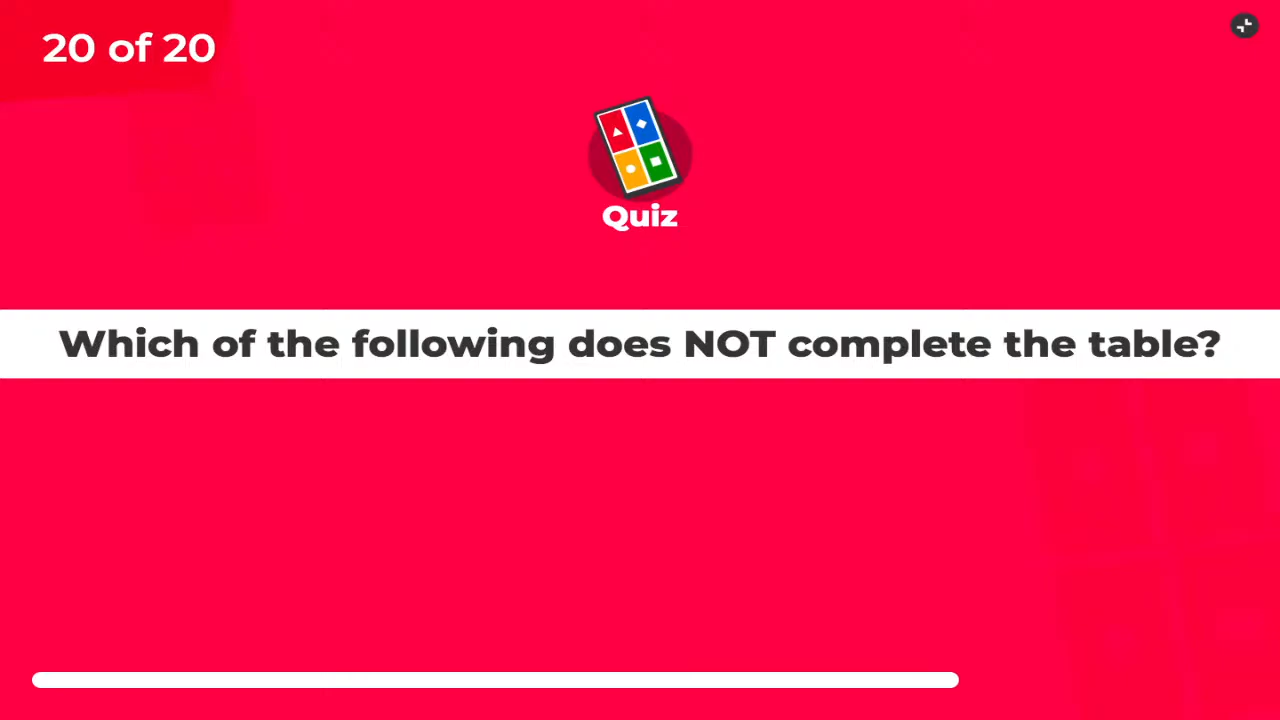 20 of 20
Quiz
Which of the following does NOT complete the table?